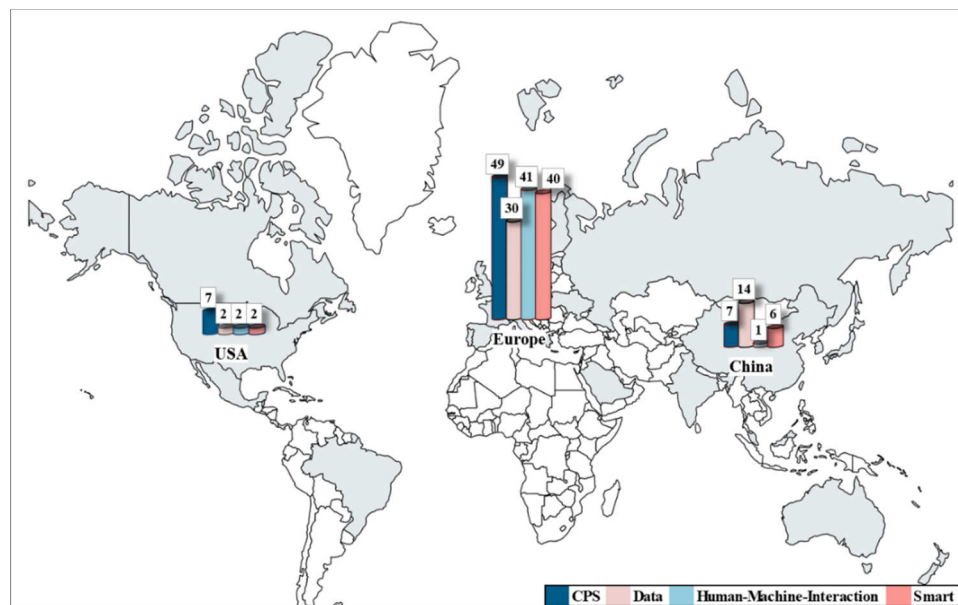 49
30
41
40
Europe
7
2
2
2
USA
7
14
1
6
China
CPS
Data
Human-Machine-Interaction
Smart